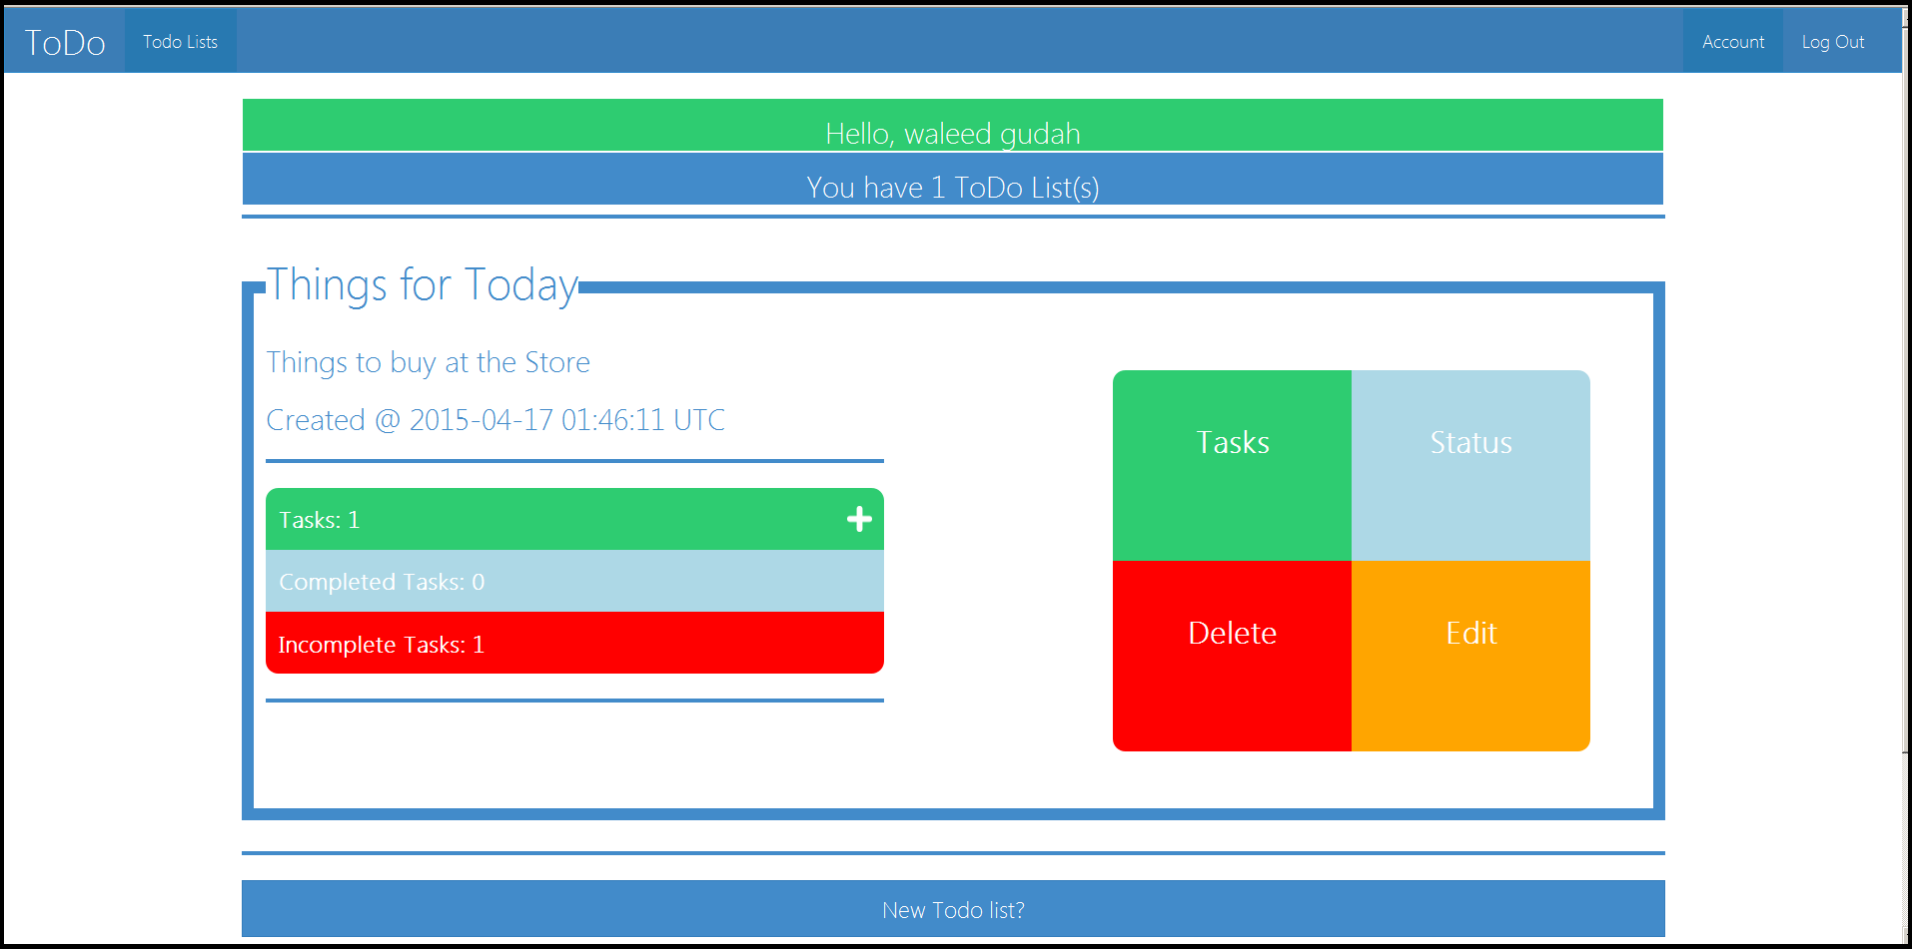 ToDo Todo Lists Account Log Out
Hello, waleed gudah
You have 1 ToDo List(s)
Things for Today
Things to buy at the Store
Created @ 2015-04-17 01:46:11 UTC
Tasks: 1
Completed Tasks: 0
Incomplete Tasks: 1
Tasks Status
Delete Edit
New Todo list?